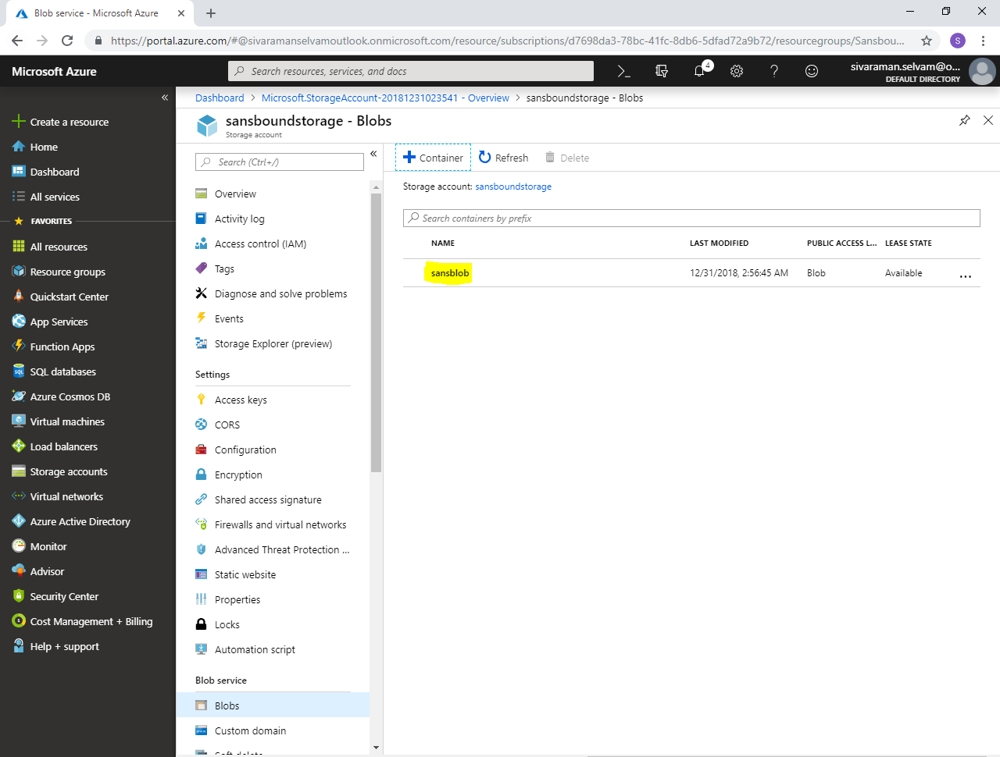 Blob service - Microsoft Azure
https://portal.azure.com/#@sivaramanselvamoutlook.onmicrosoft.com/resource/subscriptions/d7698da3-78bc-41fc-8db6-5dfad72a9b72/resourcegroups/Sansbou...
S
Microsoft Azure
Search resources, services, and docs
4
sivaraman.selvam@o...
DEFAULT DIRECTORY
Dashboard > Microsoft.StorageAccount-20181231023541 - Overview > sansboundstorage - Blobs
sansboundstorage - Blobs
Storage account
Create a resource
Home
Dashboard
All services
FAVORITES
All resources
Resource groups
Quickstart Center
App Services
Function Apps
SQL databases
Azure Cosmos DB
Virtual machines
Load balancers
Storage accounts
Virtual networks
Azure Active Directory
Monitor
Advisor
Security Center
Cost Management + Billing
Help + support
Search (Ctrl+/)
Overview
Activity log
Access control (IAM)
Tags
Diagnose and solve problems
Events
Storage Explorer (preview)
Settings
Access keys
CORS
Configuration
Encryption
Shared access signature
Firewalls and virtual networks
Advanced Threat Protection ...
Static website
Properties
Locks
Automation script
Blob service
Blobs
Custom domain
Soft delete
Container Refresh Delete
Storage account: sansboundstorage
Search containers by prefix
NAME LAST MODIFIED PUBLIC ACCESS L... LEASE STATE
sansblob 12/31/2018, 2:56:45 AM Blob Available ...